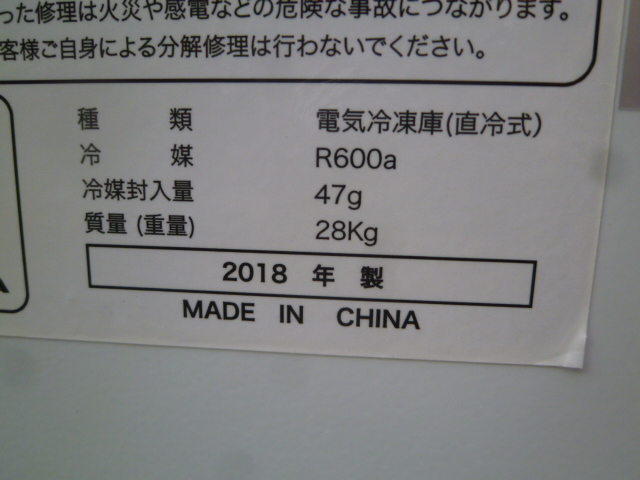 った修理は火災や感電などの危険な事故につながります。
客様ご自身による分解修理は行わないでください。
種 類 電気冷凍庫(直冷式)
冷 媒 R600a
冷媒封入量 47g
質量 (重量) 28Kg
2018 年 製
MADE IN CHINA